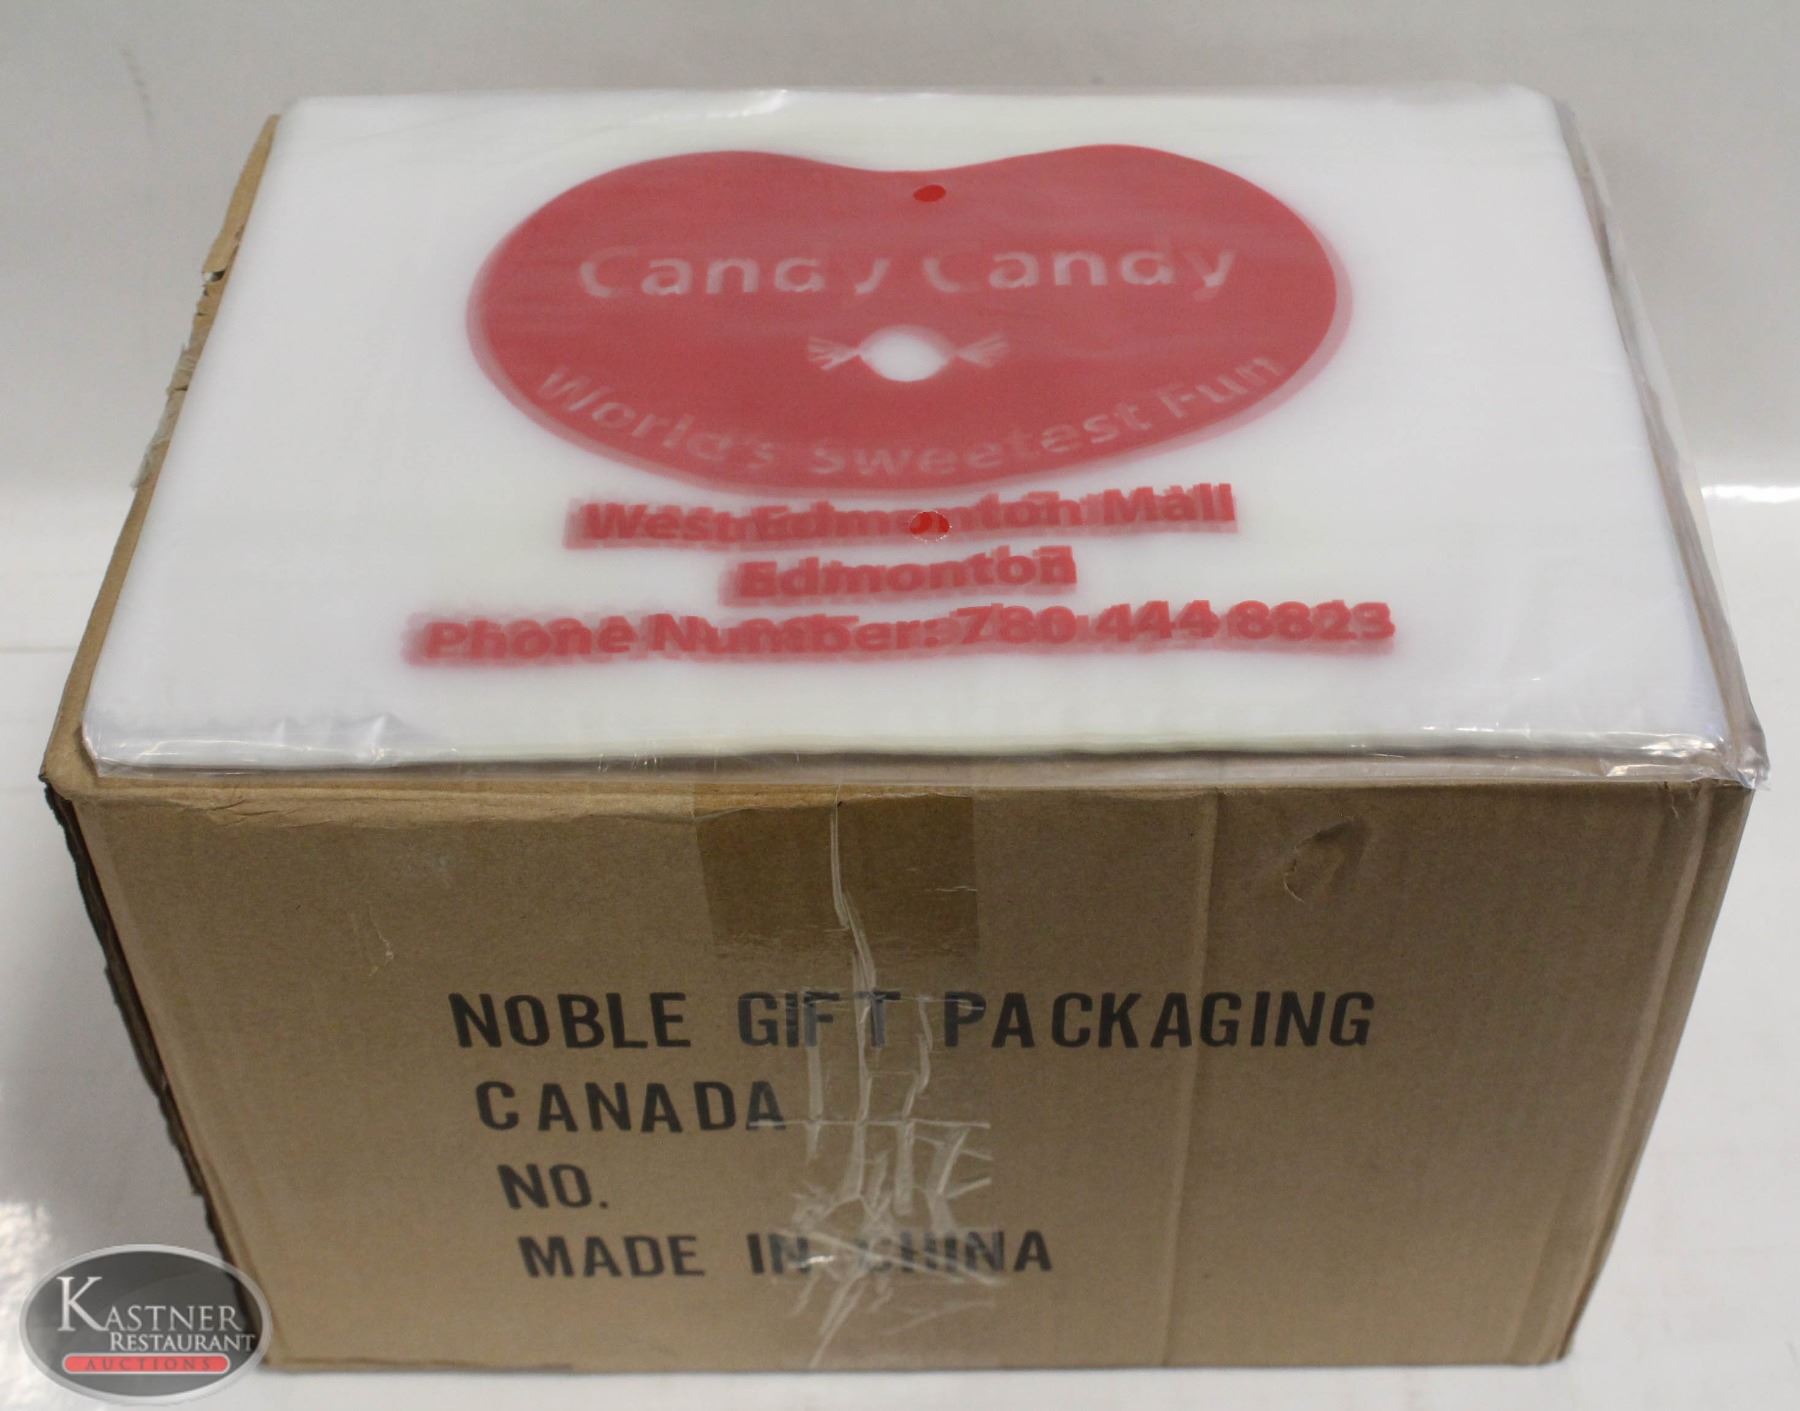 Candy Candy
World's Sweetest Fun
West Edmonton Mall
Edmonton
Phone Number: 780 444 8823
NOBLE GIFT PACKAGING
CANADA
NO.
MADE IN CHINA
KASTNER
RESTAURANT
AUCTIONS